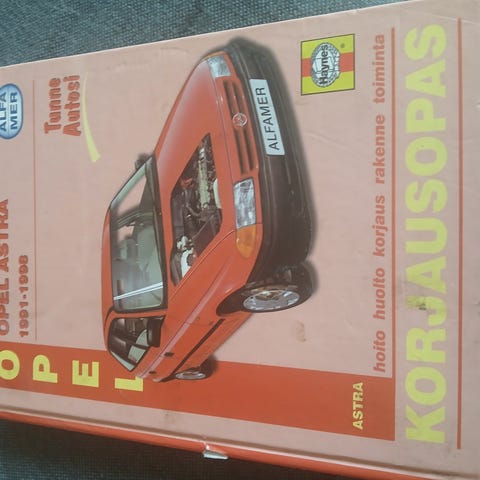 ALFA
MER
Tunne
Autosi
Haynes
OPEL ASTRA
1991-1998
OPEL
ALFAMER
ASTRA
hoito huolto korjaus rakenne toiminta
KORJAUSOPAS